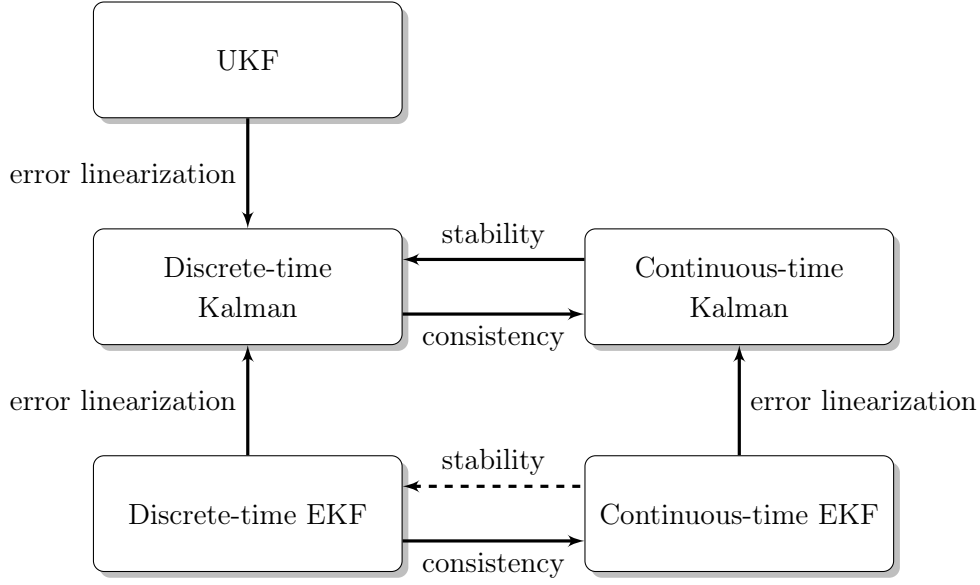 UKF
error linearization
stability
Discrete-time
Kalman
Continuous-time
Kalman
consistency
error linearization
error linearization
stability
Discrete-time EKF
Continuous-time EKF
consistency